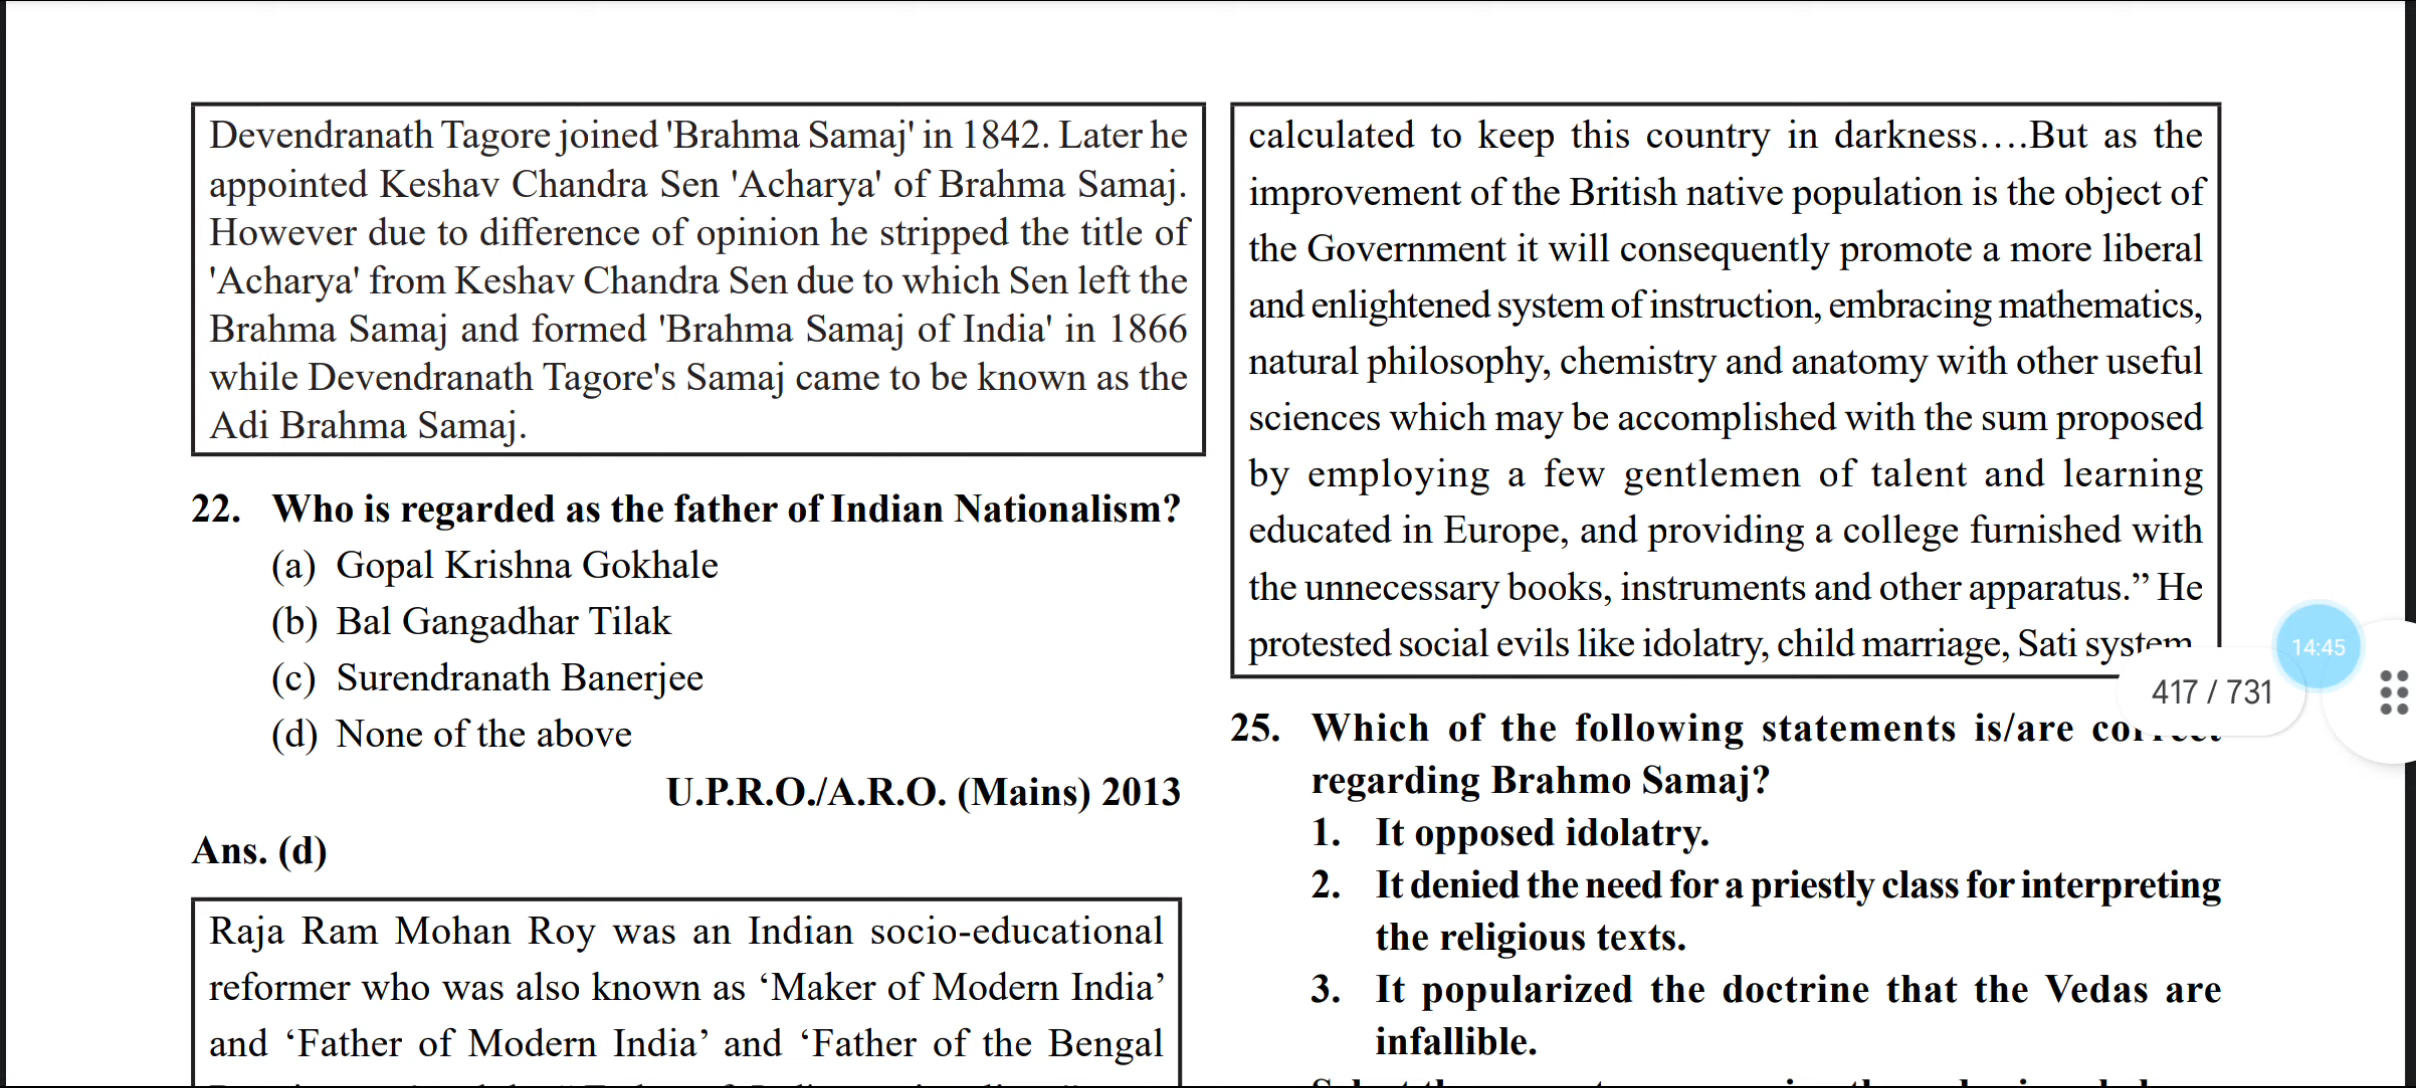 Devendranath Tagore joined 'Brahma Samaj' in 1842. Later he
appointed Keshav Chandra Sen 'Acharya' of Brahma Samaj.
However due to difference of opinion he stripped the title of
'Acharya' from Keshav Chandra Sen due to which Sen left the
Brahma Samaj and formed 'Brahma Samaj of India' in 1866
while Devendranath Tagore's Samaj came to be known as the
Adi Brahma Samaj.
22. Who is regarded as the father of Indian Nationalism?
(a) Gopal Krishna Gokhale
(b) Bal Gangadhar Tilak
(c) Surendranath Banerjee
(d) None of the above
U.P.R.O./A.R.O. (Mains) 2013
Ans. (d)
Raja Ram Mohan Roy was an Indian socio-educational
reformer who was also known as ‘Maker of Modern India’
and ‘Father of Modern India’ and ‘Father of the Bengal
calculated to keep this country in darkness....But as the
improvement of the British native population is the object of
the Government it will consequently promote a more liberal
and enlightened system of instruction, embracing mathematics,
natural philosophy, chemistry and anatomy with other useful
sciences which may be accomplished with the sum proposed
by employing a few gentlemen of talent and learning
educated in Europe, and providing a college furnished with
the unnecessary books, instruments and other apparatus.” He
protested social evils like idolatry, child marriage, Sati system
25. Which of the following statements is/are correct
regarding Brahmo Samaj?
1. It opposed idolatry.
2. It denied the need for a priestly class for interpreting
the religious texts.
3. It popularized the doctrine that the Vedas are
infallible.
14:45
417 / 731